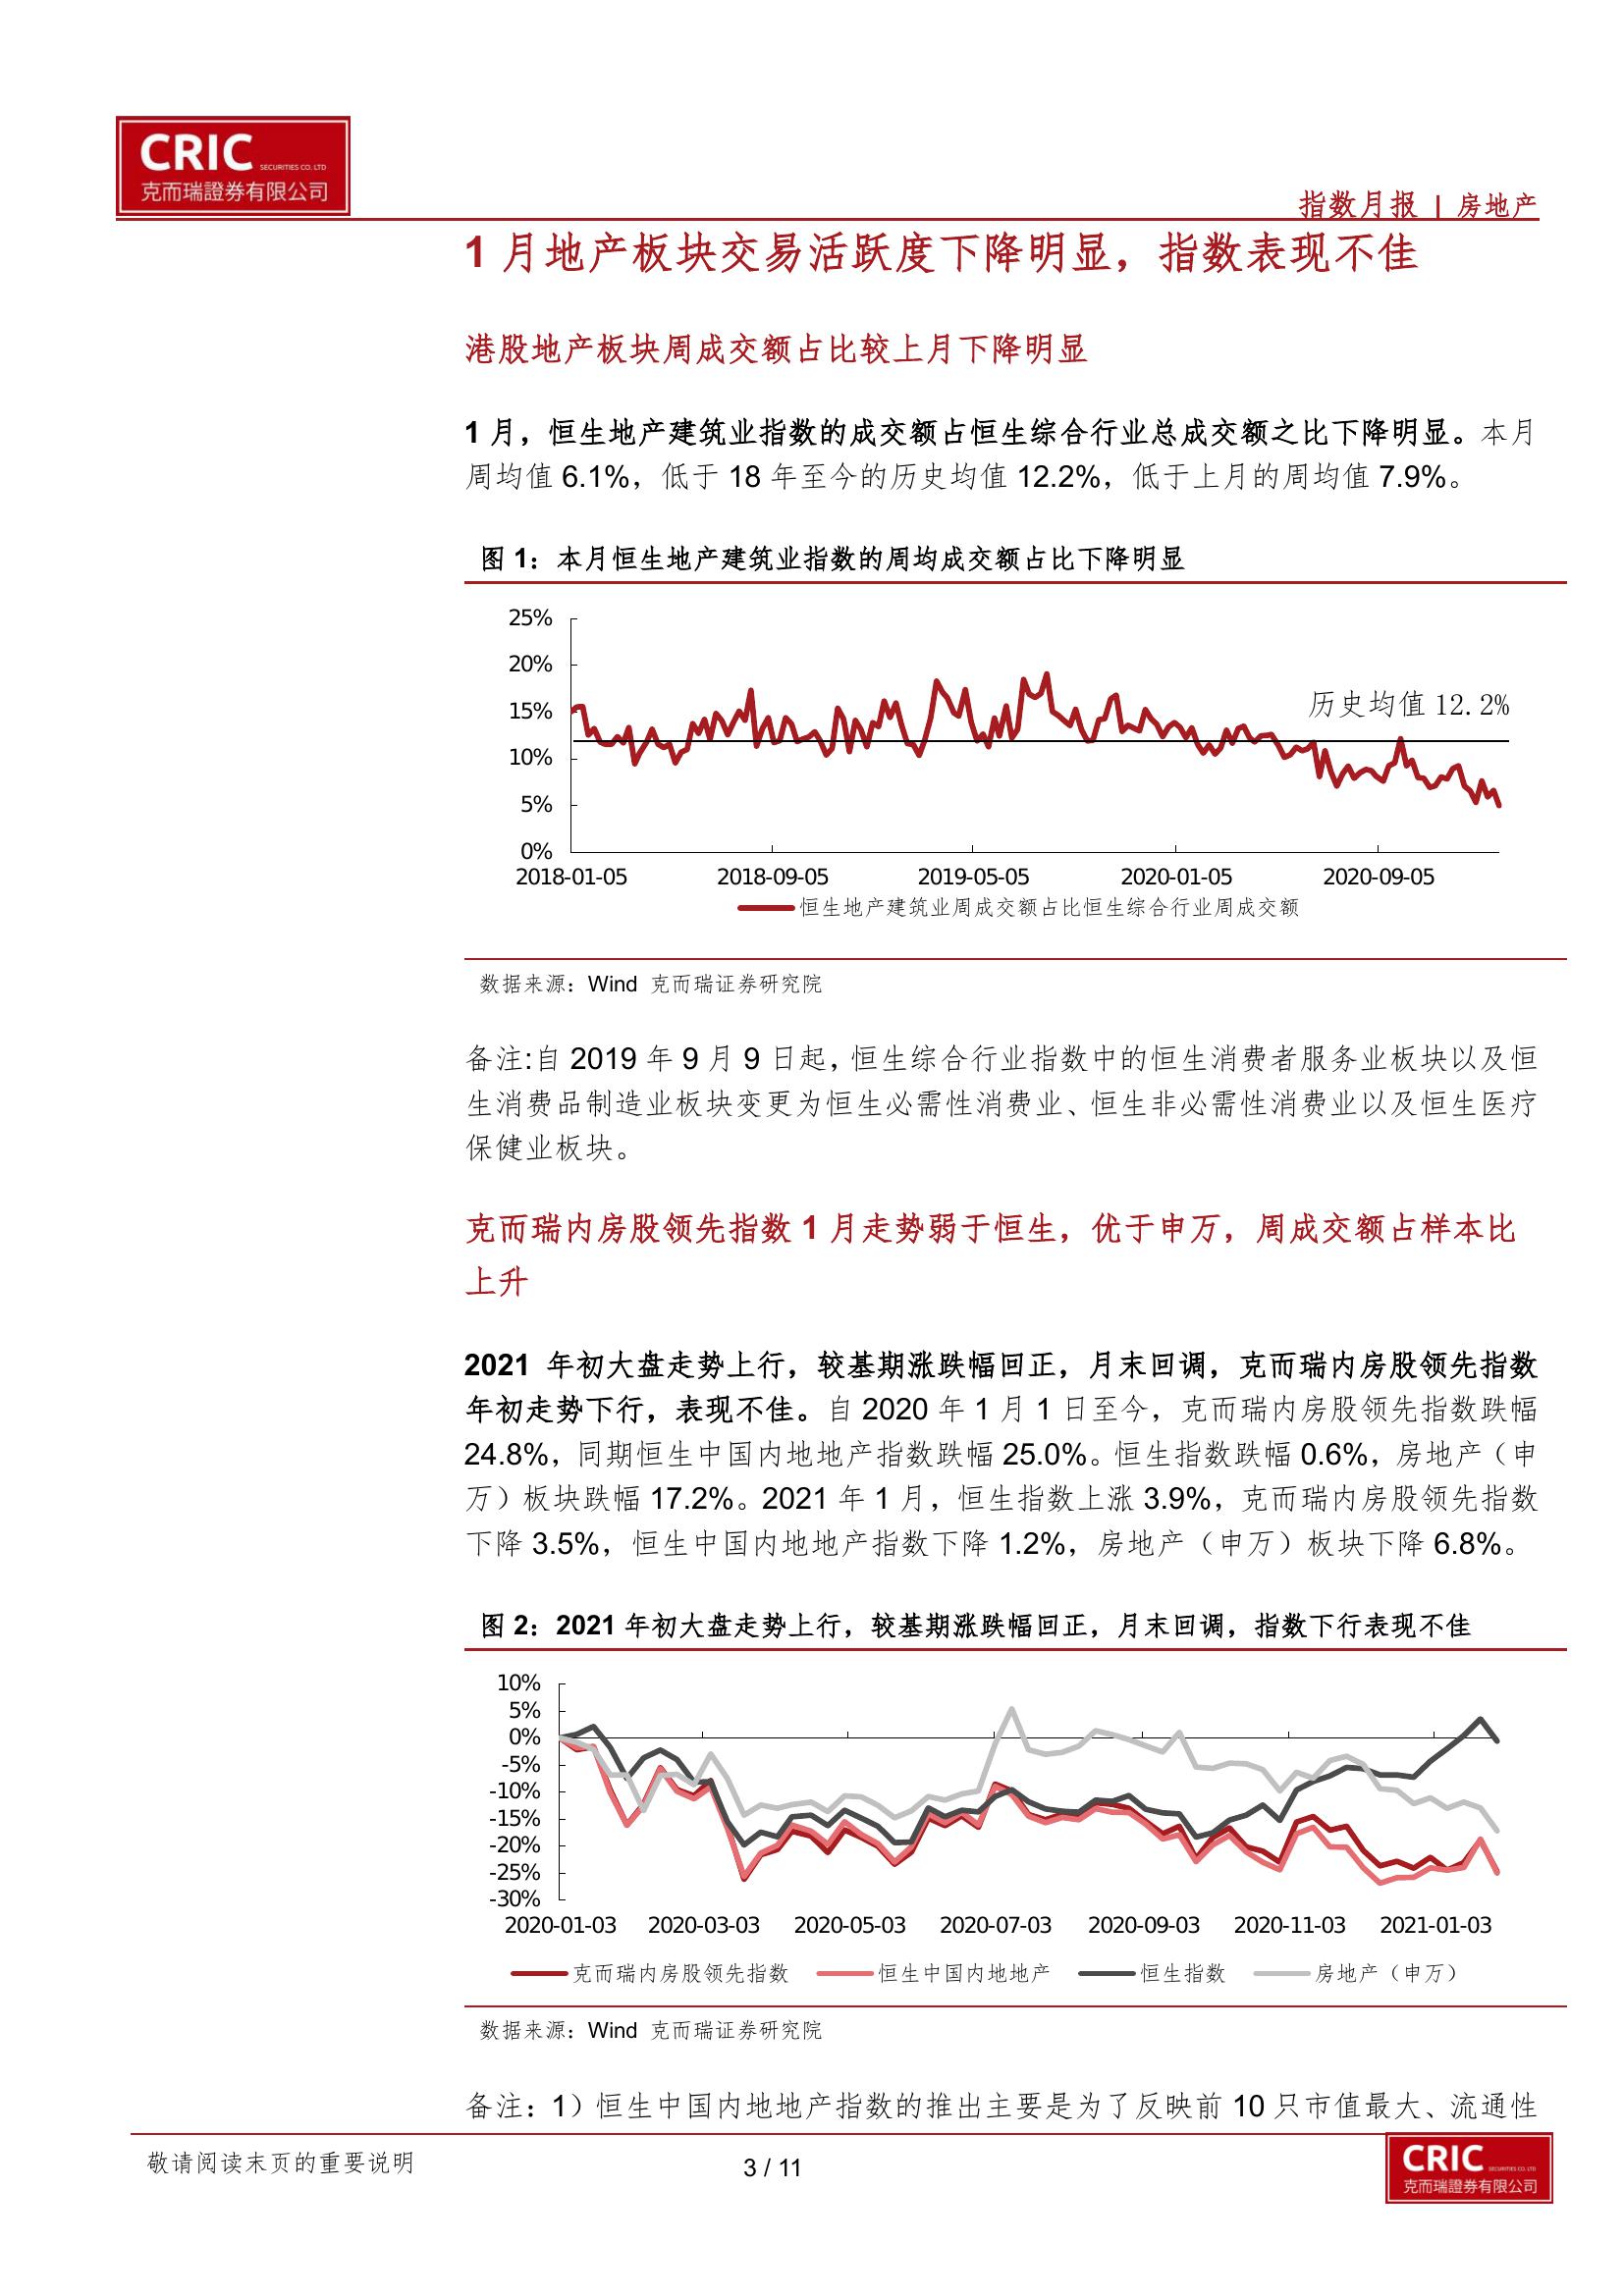 CRIC SECURITIES CO. LTD
克而瑞證券有限公司
指数月报 | 房地产
1 月地产板块交易活跃度下降明显，指数表现不佳
港股地产板块周成交额占比较上月下降明显
1 月，恒生地产建筑业指数的成交额占恒生综合行业总成交额之比下降明显。本月
周均值 6.1%，低于 18 年至今的历史均值 12.2%，低于上月的周均值 7.9%。
图 1：本月恒生地产建筑业指数的周均成交额占比下降明显
25%
20%
15%
10%
5%
0%
历史均值 12.2%
2018-01-05 2018-09-05 2019-05-05 2020-01-05 2020-09-05
恒生地产建筑业周成交额占比恒生综合行业周成交额
数据来源：Wind 克而瑞证券研究院
备注:自 2019 年 9 月 9 日起，恒生综合行业指数中的恒生消费者服务业板块以及恒
生消费品制造业板块变更为恒生必需性消费业、恒生非必需性消费业以及恒生医疗
保健业板块。
克而瑞内房股领先指数 1 月走势弱于恒生，优于申万，周成交额占样本比
上升
2021 年初大盘走势上行，较基期涨跌幅回正，月末回调，克而瑞内房股领先指数
年初走势下行，表现不佳。自 2020 年 1 月 1 日至今，克而瑞内房股领先指数跌幅
24.8%，同期恒生中国内地地产指数跌幅 25.0%。恒生指数跌幅 0.6%，房地产（申
万）板块跌幅 17.2%。2021 年 1 月，恒生指数上涨 3.9%，克而瑞内房股领先指数
下降 3.5%，恒生中国内地地产指数下降 1.2%，房地产（申万）板块下降 6.8%。
图 2：2021 年初大盘走势上行，较基期涨跌幅回正，月末回调，指数下行表现不佳
10%
5%
0%
-5%
-10%
-15%
-20%
-25%
-30%
2020-01-03 2020-03-03 2020-05-03 2020-07-03 2020-09-03 2020-11-03 2021-01-03
克而瑞内房股领先指数 恒生中国内地地产 恒生指数 房地产（申万）
数据来源：Wind 克而瑞证券研究院
备注：1）恒生中国内地地产指数的推出主要是为了反映前 10 只市值最大、流通性
敬请阅读末页的重要说明
3 / 11
CRIC SECURITIES CO. LTD
克而瑞證券有限公司